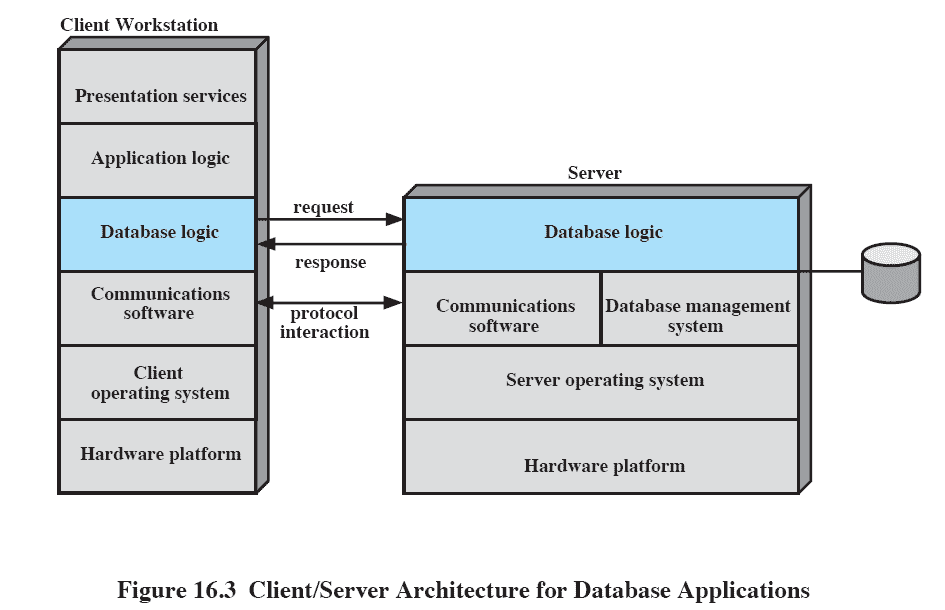 Client Workstation
Presentation services
Application logic
Database logic
Communications
software
Client
operating system
Hardware platform
request
response
protocol
interaction
Server
Database logic
Communications
software
Database management
system
Server operating system
Hardware platform
Figure 16.3 Client/Server Architecture for Database Applications